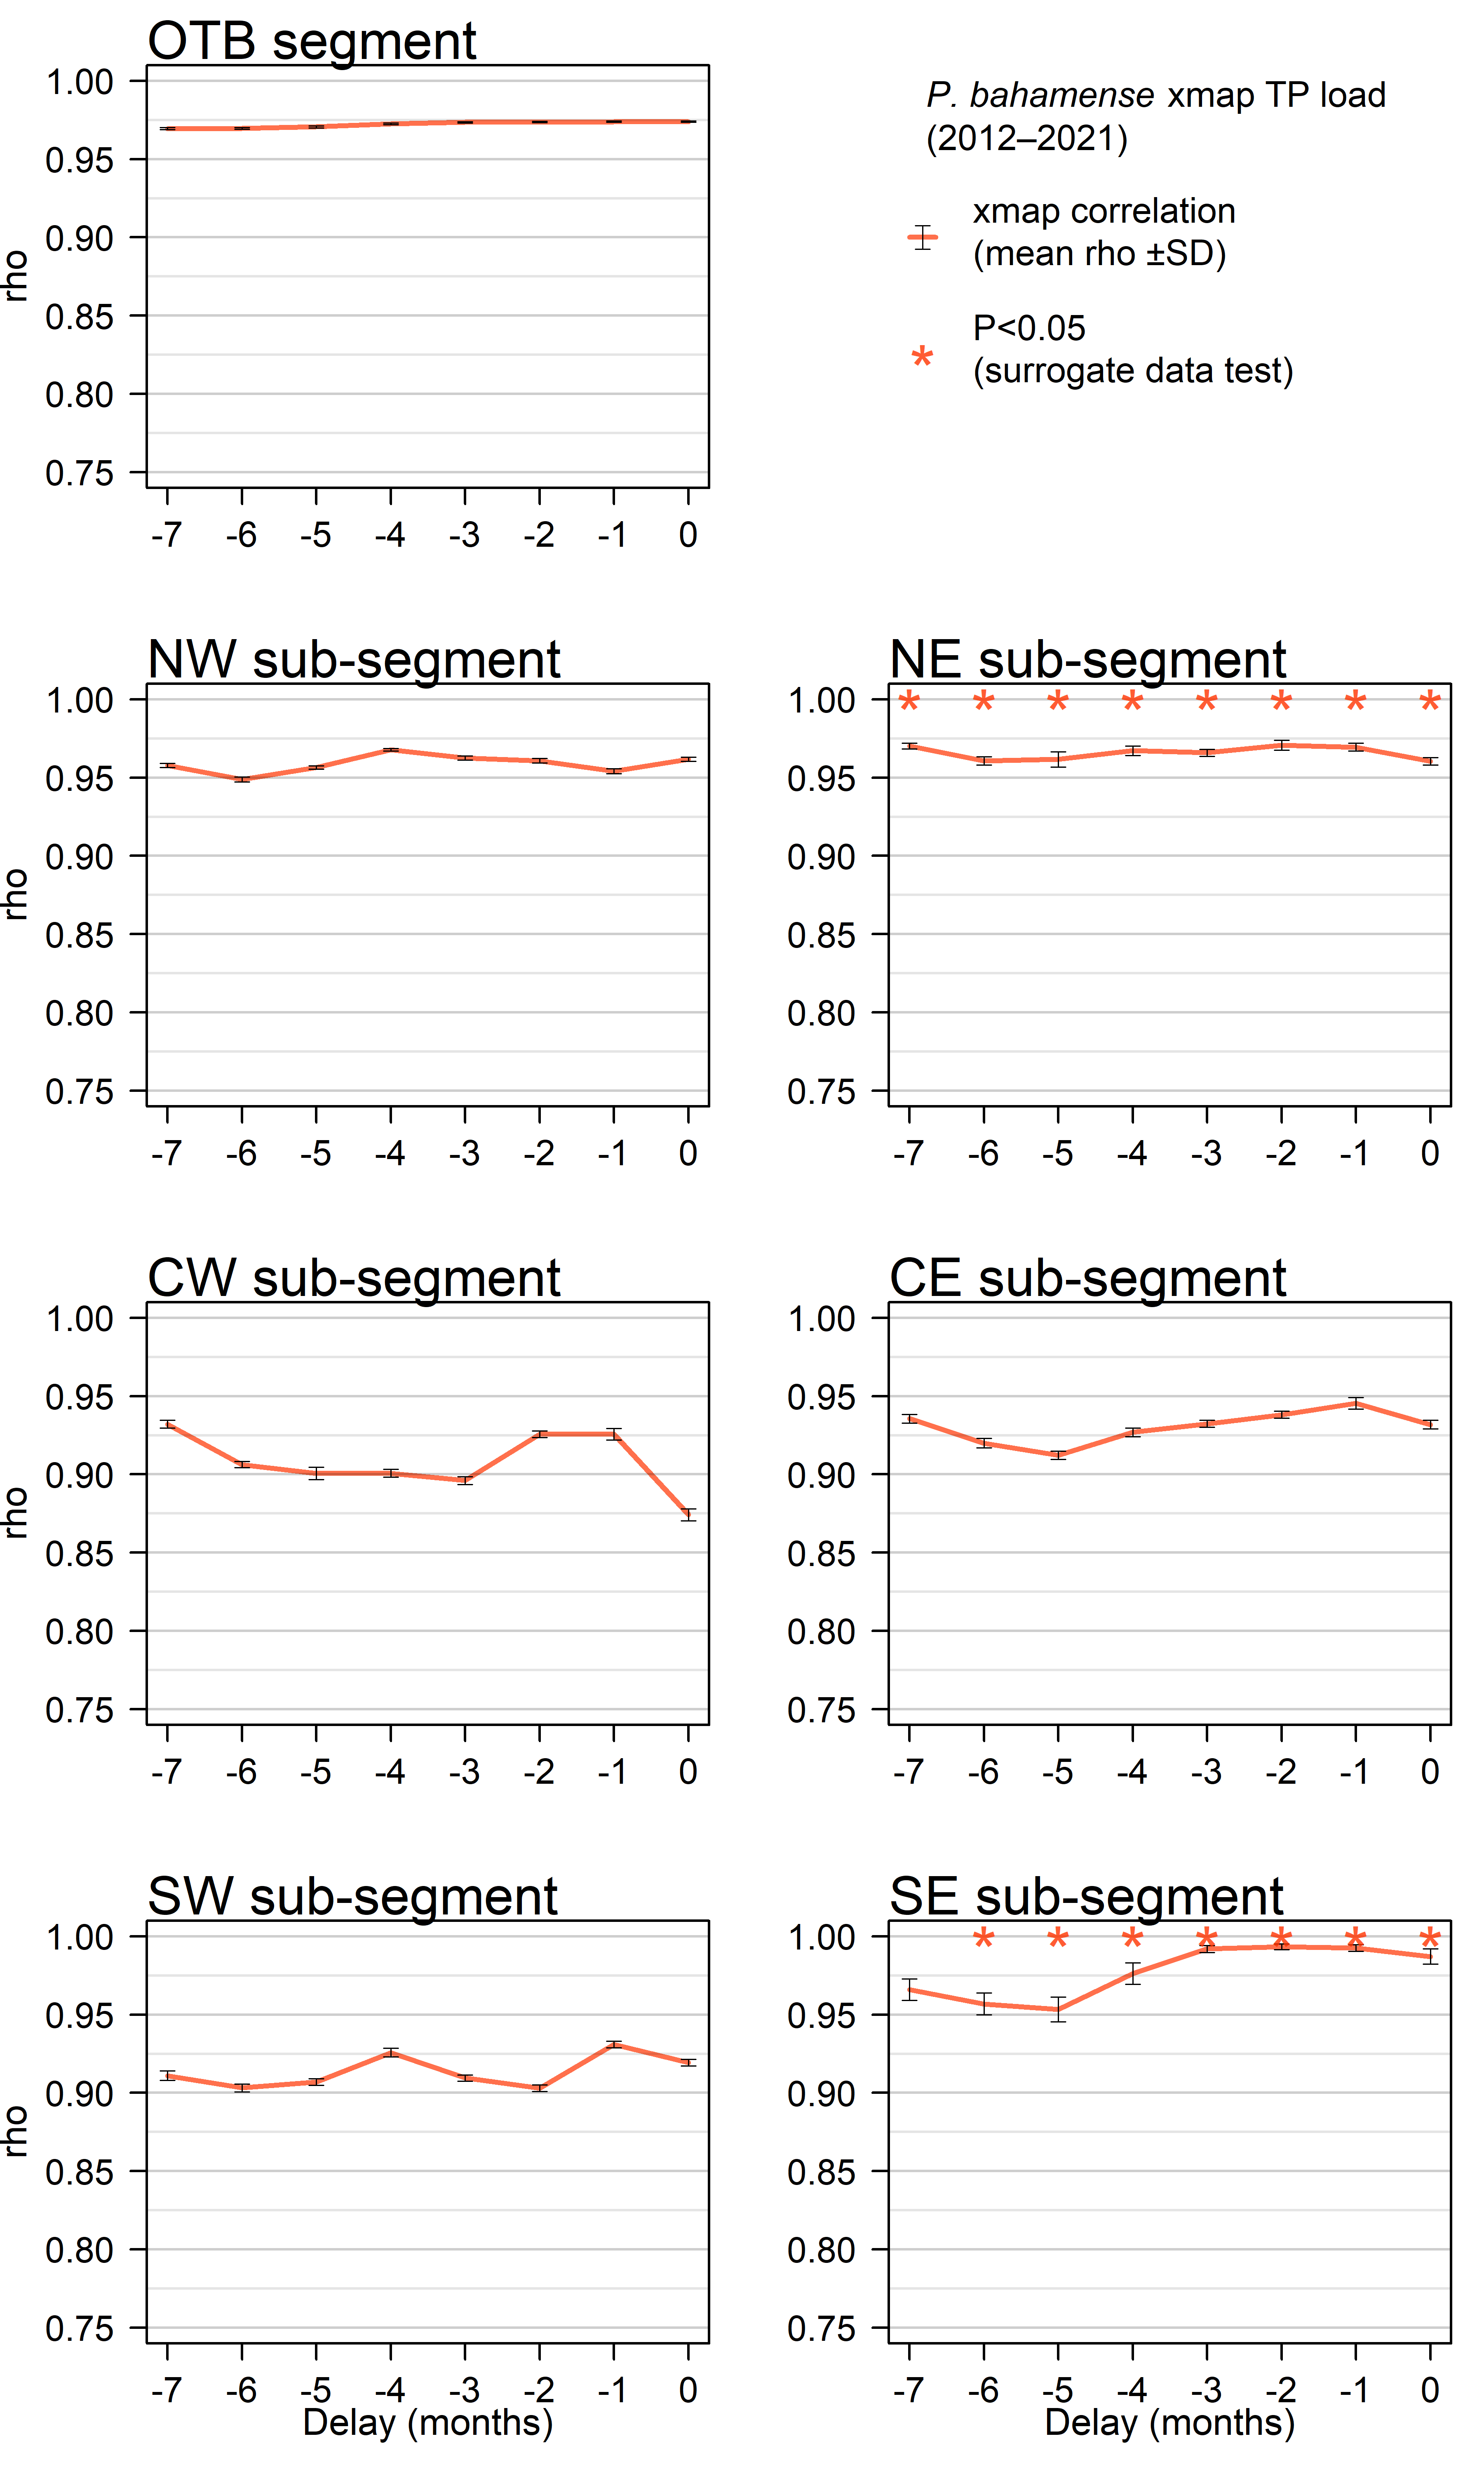 OTB segment
1.00
0.95
0.90
0.85
0.80
0.75
rho
-7 -6 -5 -4 -3 -2 -1 0
P. bahamense xmap TP load
(2012–2021)
xmap correlation
(mean rho ±SD)
* P<0.05
(surrogate data test)
NW sub-segment
1.00
0.95
0.90
0.85
0.80
0.75
rho
-7 -6 -5 -4 -3 -2 -1 0
NE sub-segment
* * * * * * * *
1.00
0.95
0.90
0.85
0.80
0.75
-7 -6 -5 -4 -3 -2 -1 0
CW sub-segment
1.00
0.95
0.90
0.85
0.80
0.75
rho
-7 -6 -5 -4 -3 -2 -1 0
CE sub-segment
1.00
0.95
0.90
0.85
0.80
0.75
-7 -6 -5 -4 -3 -2 -1 0
SW sub-segment
1.00
0.95
0.90
0.85
0.80
0.75
rho
-7 -6 -5 -4 -3 -2 -1 0
Delay (months)
SE sub-segment
* * * * * * *
1.00
0.95
0.90
0.85
0.80
0.75
-7 -6 -5 -4 -3 -2 -1 0
Delay (months)